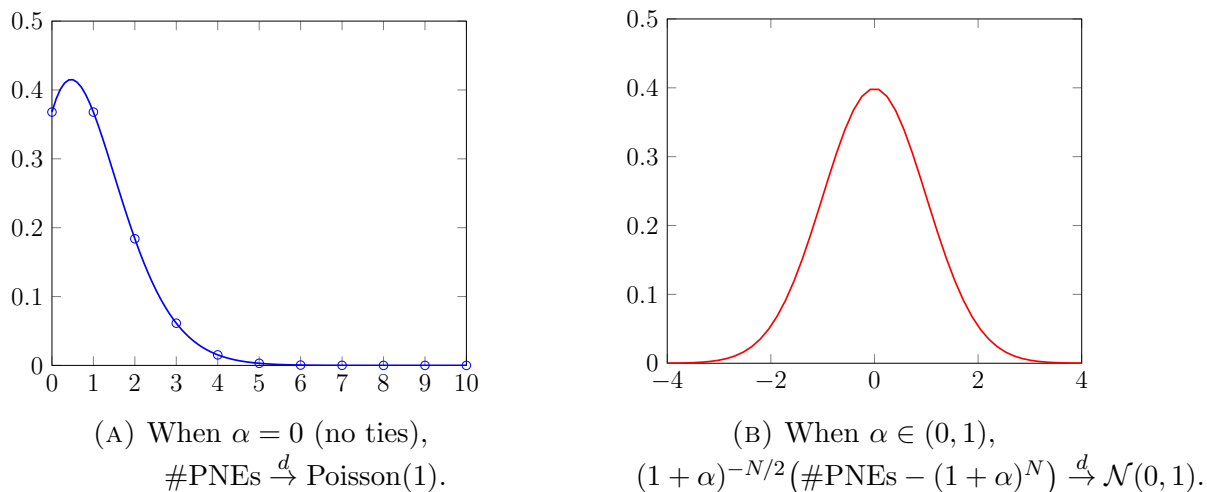 0.5
0.4
0.3
0.2
0.1
0
0 1 2 3 4 5 6 7 8 9 10
(A) When α = 0 (no ties),
#PNEs →^d Poisson(1).
0.5
0.4
0.3
0.2
0.1
0
−4 −2 0 2 4
(B) When α ∈ (0, 1),
(1 + α)^{−N/2}(#PNEs − (1 + α)^N) →^d 𝒩(0, 1).